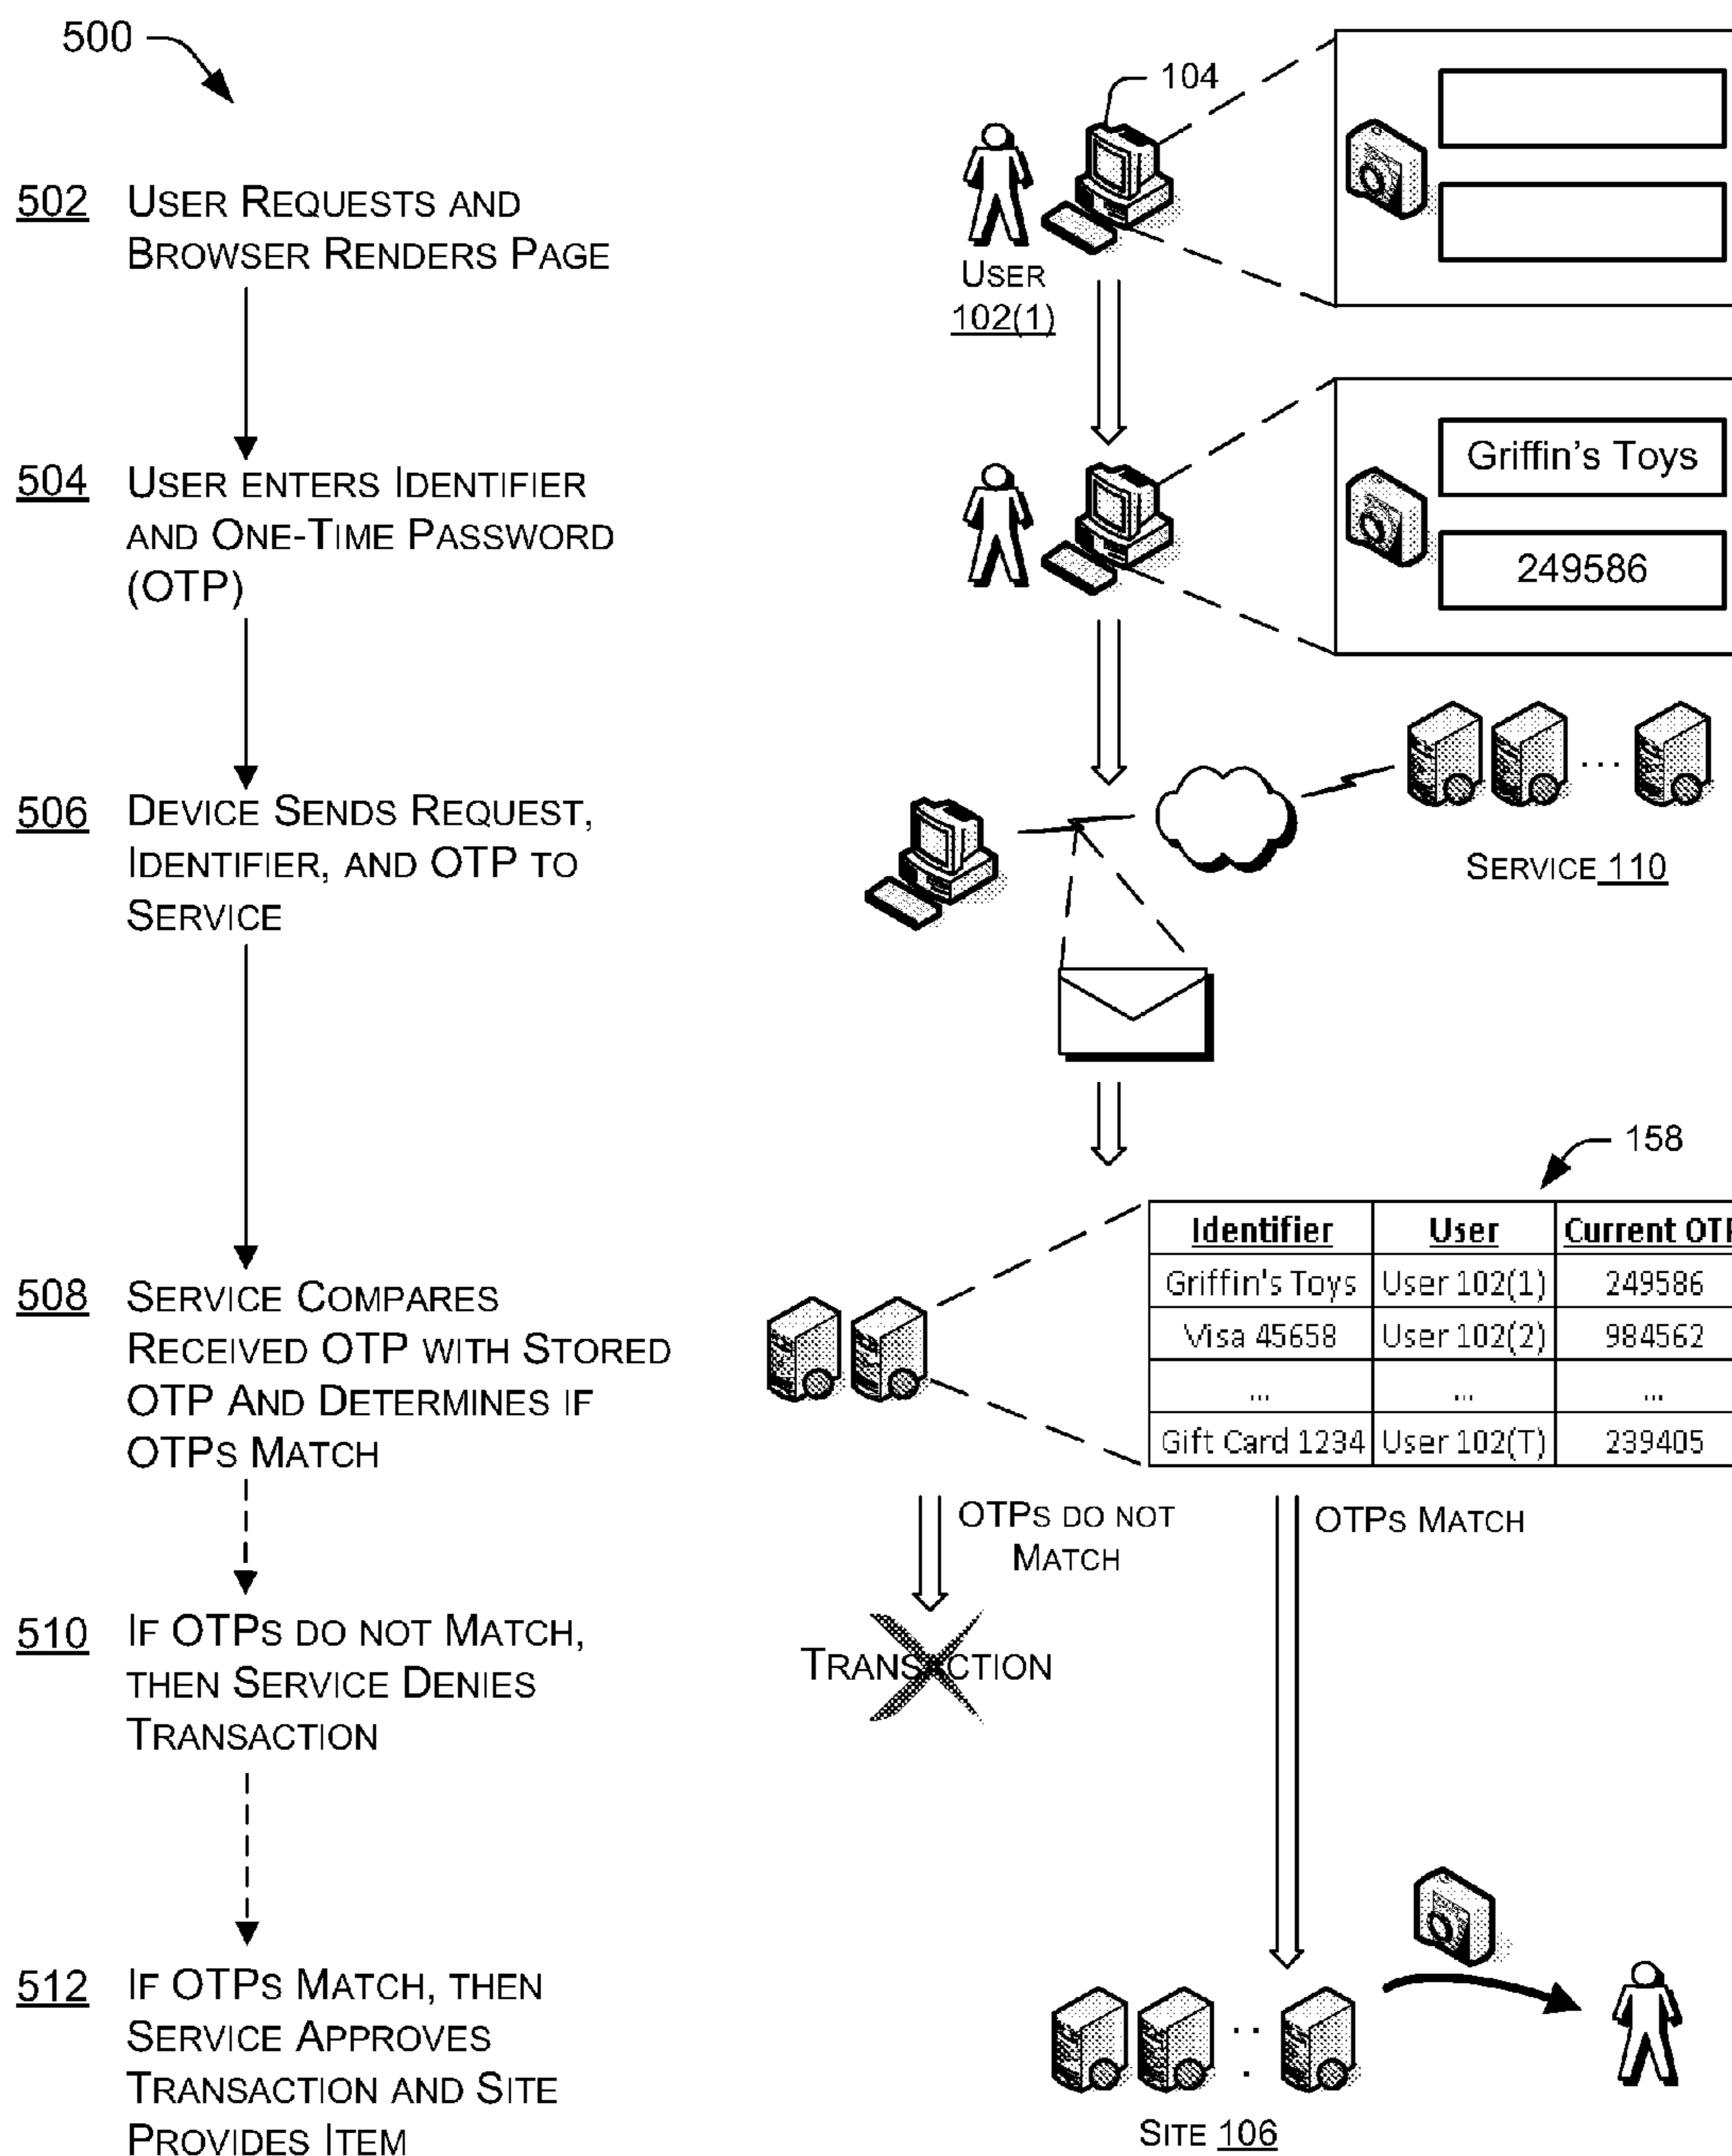 500
104
502 USER REQUESTS AND
BROWSER RENDERS PAGE
USER
102(1)
504 USER ENTERS IDENTIFIER
AND ONE-TIME PASSWORD
(OTP)
Griffin's Toys
249586
506 DEVICE SENDS REQUEST,
IDENTIFIER, AND OTP TO
SERVICE
SERVICE 110
158
Identifier User Current OTP
Griffin's Toys User 102(1) 249586
Visa 45658 User 102(2) 984562
... ... ...
Gift Card 1234 User 102(T) 239405
508 SERVICE COMPARES
RECEIVED OTP WITH STORED
OTP AND DETERMINES IF
OTPS MATCH
OTPS DO NOT
MATCH
OTPS MATCH
510 IF OTPS DO NOT MATCH,
THEN SERVICE DENIES
TRANSACTION
TRANSACTION
512 IF OTPS MATCH, THEN
SERVICE APPROVES
TRANSACTION AND SITE
PROVIDES ITEM
SITE 106